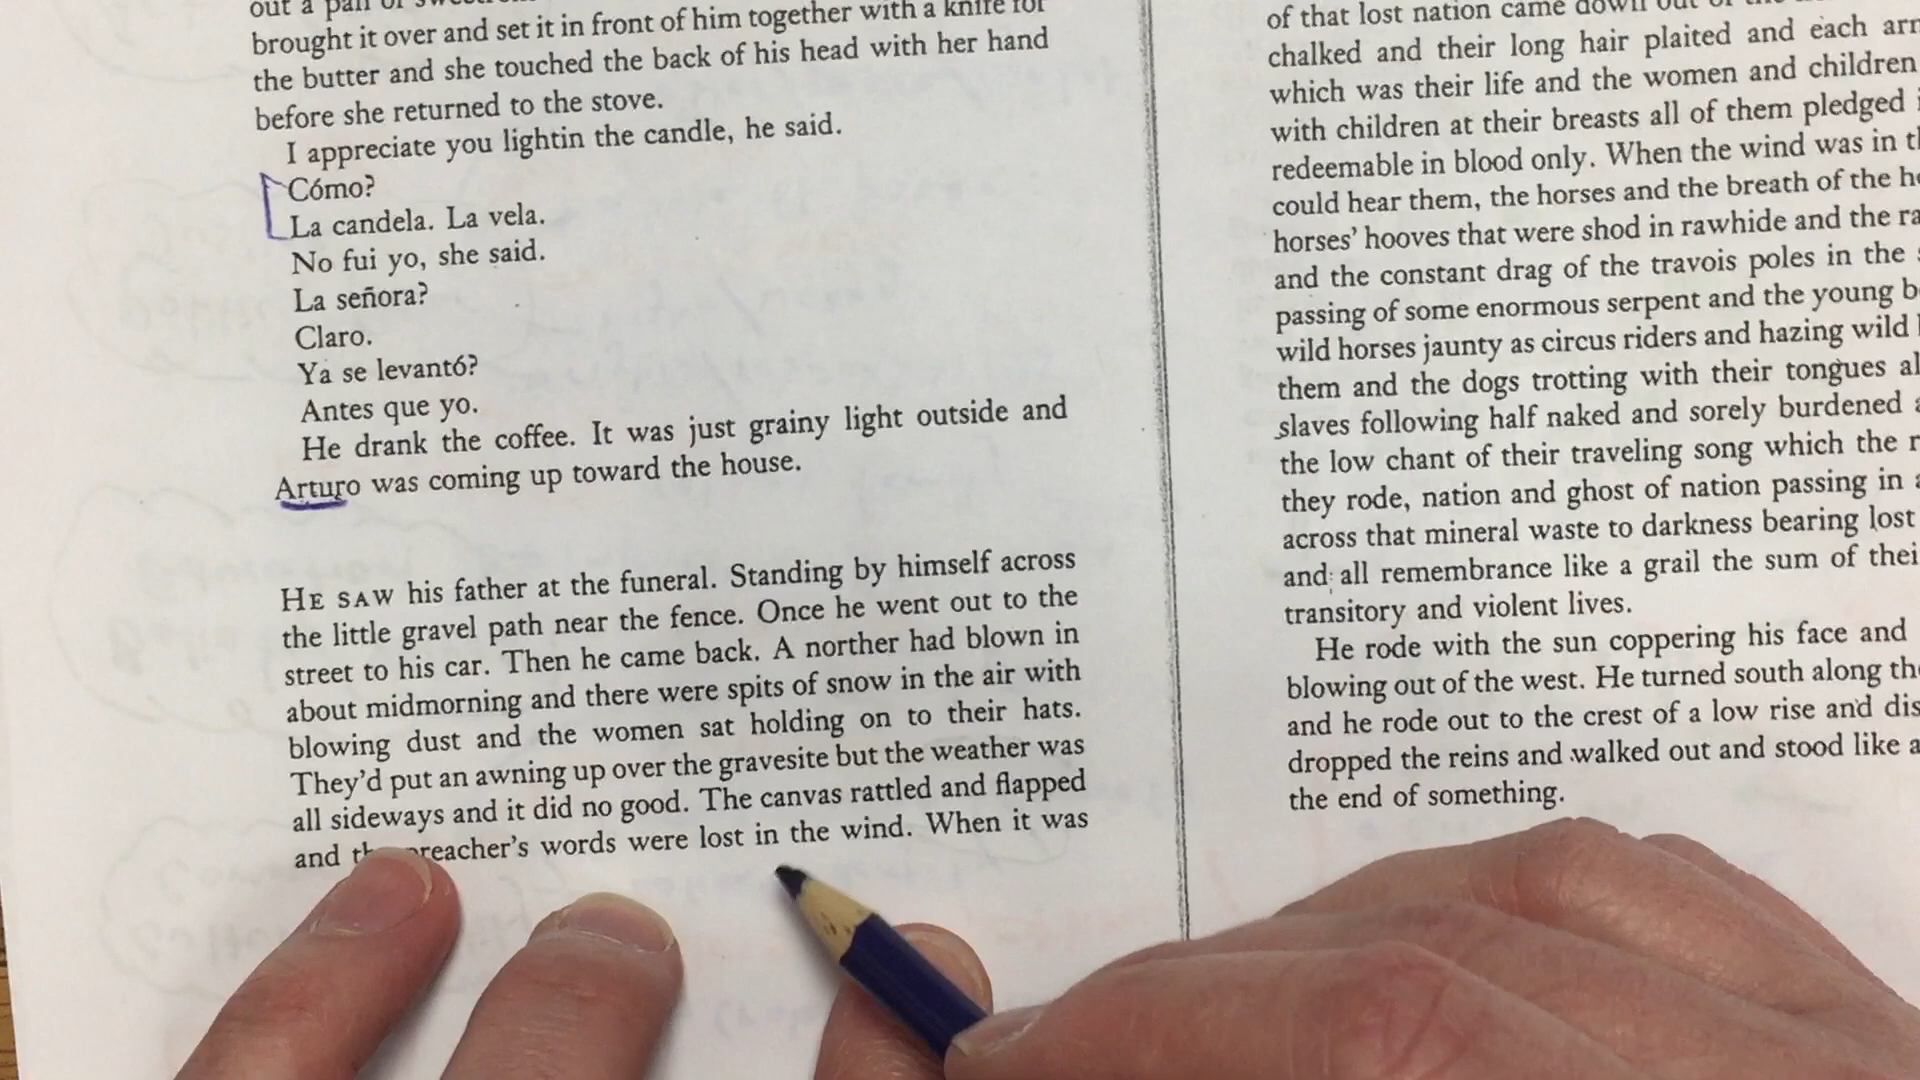 out a pan of
brought it over and set it in front of him together with a knife for
the butter and she touched the back of his head with her hand
before she returned to the stove.
I appreciate you lightin the candle, he said.
Cómo?
La candela. La vela.
No fui yo, she said.
La señora?
Claro.
Ya se levantó?
Antes que yo.
He drank the coffee. It was just grainy light outside and
Arturo was coming up toward the house.
HE SAW his father at the funeral. Standing by himself across
the little gravel path near the fence. Once he went out to the
street to his car. Then he came back. A norther had blown in
about midmorning and there were spits of snow in the air with
blowing dust and the women sat holding on to their hats.
They'd put an awning up over the gravesite but the weather was
all sideways and it did no good. The canvas rattled and flapped
and preacher's words were lost in the wind. When it was
of that lost nation came down out of
chalked and their long hair plaited and each
which was their life and the women and children
with children at their breasts all of them pledged
redeemable in blood only. When the wind was in
could hear them, the horses and the breath of the
horses' hooves that were shod in rawhide and the
and the constant drag of the travois poles in the
passing of some enormous serpent and the young
wild horses jaunty as circus riders and hazing wild
them and the dogs trotting with their tongues
slaves following half naked and sorely burdened
the low chant of their traveling song which the
they rode, nation and ghost of nation passing in
across that mineral waste to darkness bearing lost
and all remembrance like a grail the sum of
transitory and violent lives.
He rode with the sun coppering his face and
blowing out of the west. He turned south along
and he rode out to the crest of a low rise and
dropped the reins and walked out and stood like
the end of something.